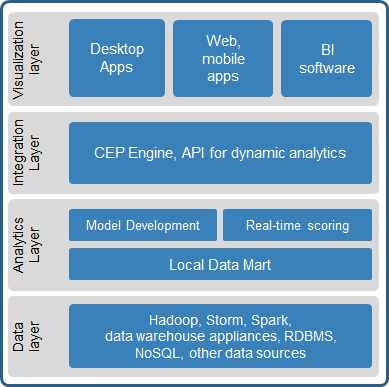 Visualization
layer
Desktop
Apps
Web,
mobile
apps
BI
software
Integration
Layer
CEP Engine, API for dynamic analytics
Analytics
Layer
Model Development
Real-time scoring
Local Data Mart
Data
layer
Hadoop, Storm, Spark,
data warehouse appliances, RDBMS,
NoSQL, other data sources